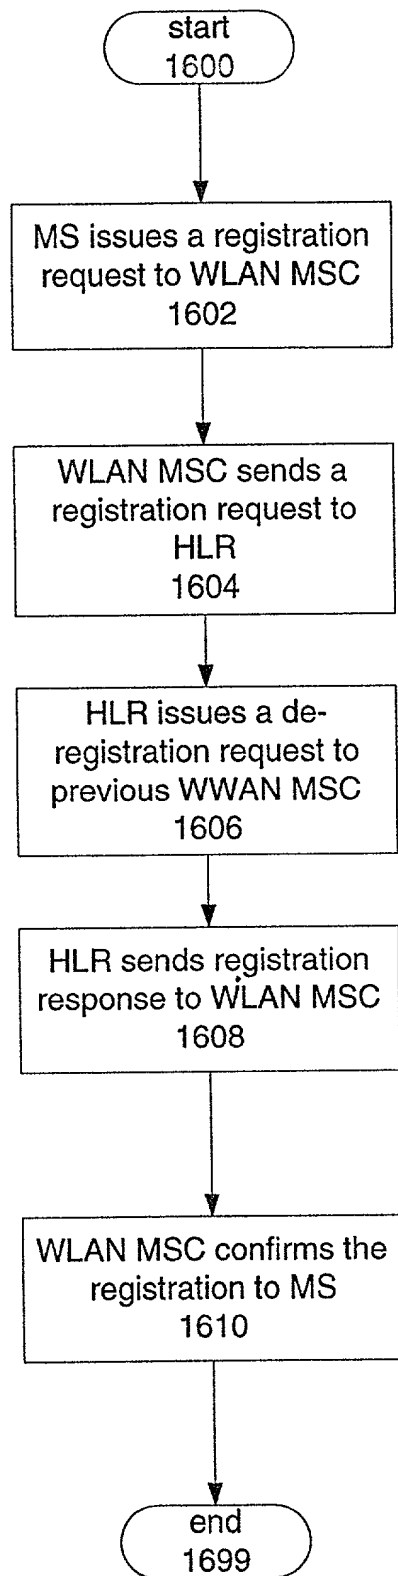 start
1600
MS issues a registration
request to WLAN MSC
1602
WLAN MSC sends a
registration request to
HLR
1604
HLR issues a de-
registration request to
previous WWAN MSC
1606
HLR sends registration
response to WLAN MSC
1608
WLAN MSC confirms the
registration to MS
1610
end
1699